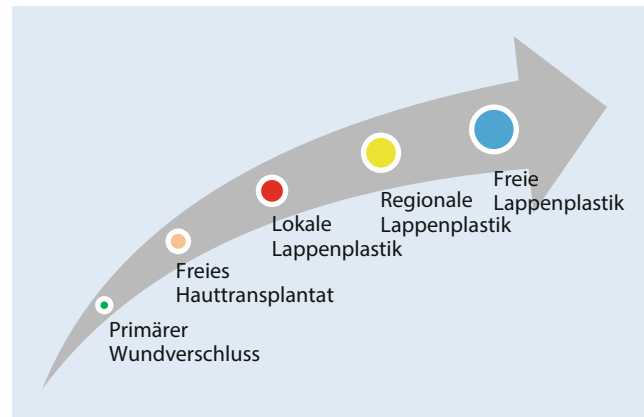 Primärer
Wundverschluss
Freies
Hauttransplantat
Lokale
Lappenplastik
Regionale
Lappenplastik
Freie
Lappenplastik